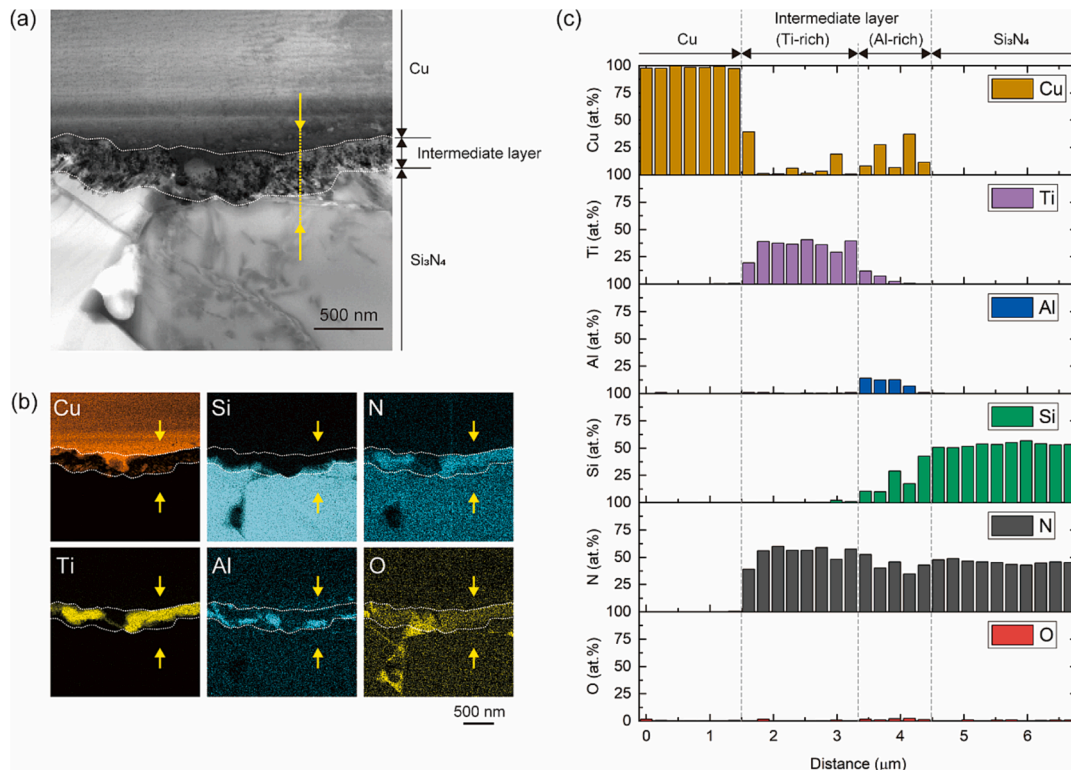 (a)
Cu
Intermediate layer
Si₃N₄
500 nm
(b)
Cu
Si
N
Ti
Al
O
500 nm
(c)
Intermediate layer
Cu
(Ti-rich)
(Al-rich)
Si₃N₄
100
75
50
25
Cu (at.%)
Cu
100
75
50
25
Ti (at.%)
Ti
100
75
50
25
Al (at.%)
Al
100
75
50
25
Si (at.%)
Si
100
75
50
25
N (at.%)
N
100
75
50
25
0
O (at.%)
O
0 1 2 3 4 5 6
Distance (μm)